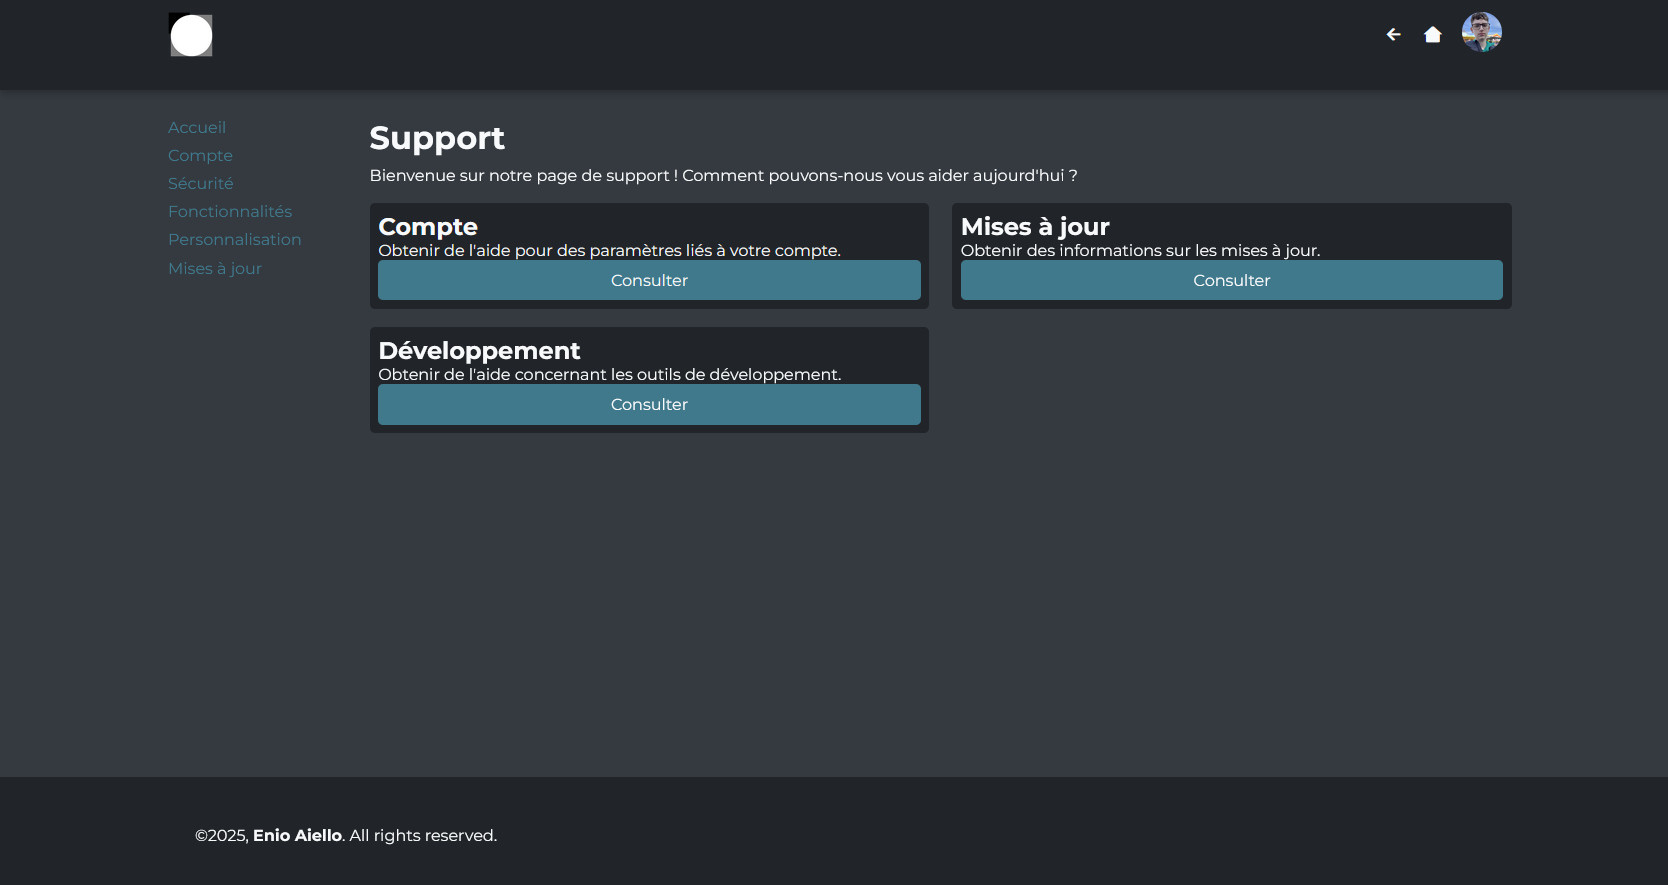 Accueil
Compte
Sécurité
Fonctionnalités
Personnalisation
Mises à jour
Support
Bienvenue sur notre page de support ! Comment pouvons-nous vous aider aujourd'hui ?
Compte
Obtenir de l'aide pour des paramètres liés à votre compte.
Consulter
Mises à jour
Obtenir des informations sur les mises à jour.
Consulter
Développement
Obtenir de l'aide concernant les outils de développement.
Consulter
©2025, Enio Aiello. All rights reserved.